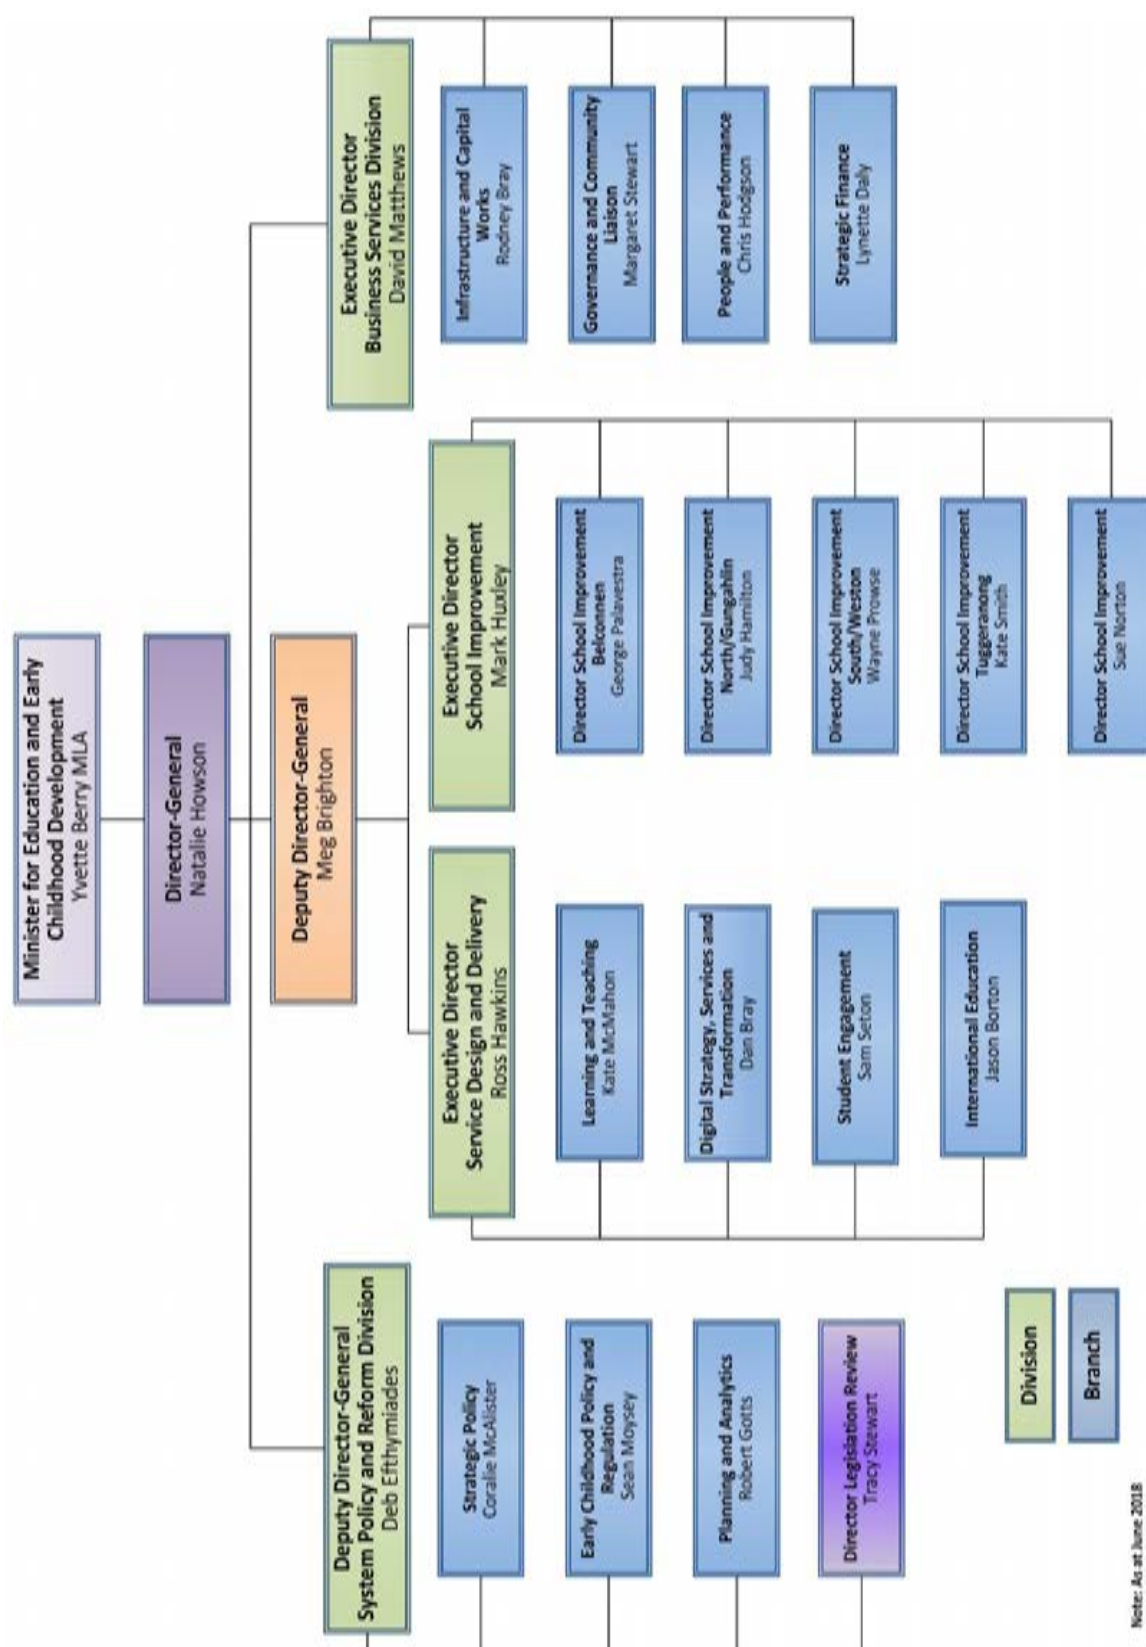 Minister for Education and Early
Childhood Development
Yvette Berry MLA
Director-General
Natalie Howson
Deputy Director-General
Meg Brighton
Deputy Director-General
System Policy and Reform Division
Deb Efthymiades
Strategic Policy
Coralie McAlister
Early Childhood Policy and
Regulation
Sean Moysey
Planning and Analytics
Robert Gotts
Director Legislation Review
Tracy Stewart
Executive Director
Service Design and Delivery
Ross Hawkins
Learning and Teaching
Kate McMahon
Digital Strategy, Services and
Transformation
Dan Bray
Student Engagement
Sam Seton
International Education
Jason Borton
Executive Director
School Improvement
Mark Huxley
Director School Improvement
Belconnen
George Palavestra
Director School Improvement
North/Gungahlin
Judy Hamilton
Director School Improvement
South/Weston
Wayne Prowse
Director School Improvement
Tuggeranong
Kate Smith
Director School Improvement
Sue Norton
Executive Director
Business Services Division
David Matthews
Infrastructure and Capital
Works
Rodney Bray
Governance and Community
Liaison
Margaret Stewart
People and Performance
Chris Hodgson
Strategic Finance
Lynette Daly
Division
Branch
Note: As at June 2018